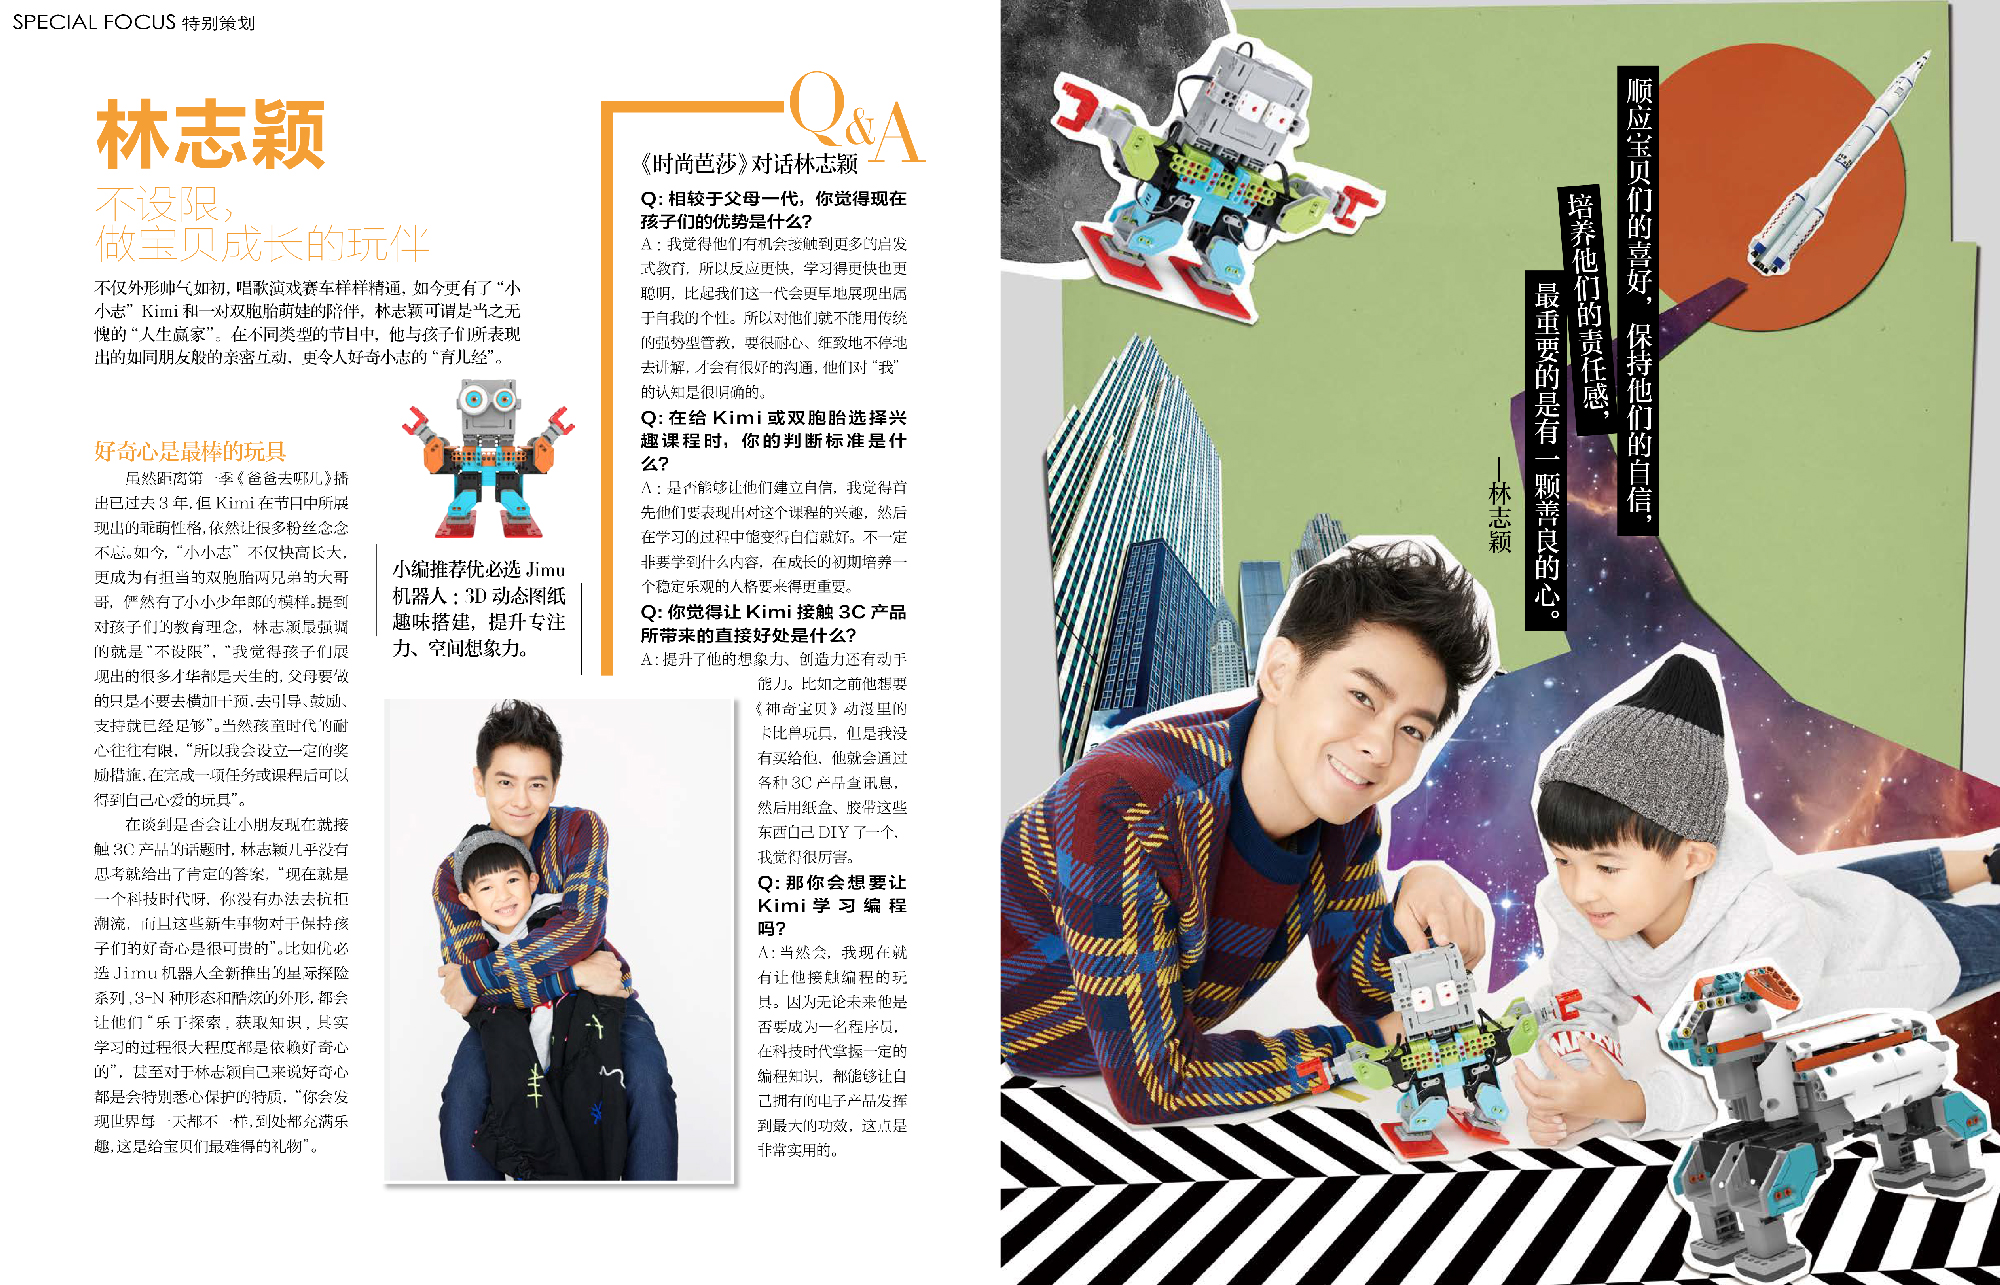 SPECIAL FOCUS 特别策划
林志颖
不设限，
做宝贝成长的玩伴
不仅外形帅气如初，唱歌演戏赛车样样精通，如今更有了“小
小志”Kimi 和一对双胞胎萌娃的陪伴，林志颖可谓是当之无
愧的“人生赢家”。在不同类型的节目中，他与孩子们所表现
出的如同朋友般的亲密互动，更令人好奇小志的“育儿经”。
好奇心是最棒的玩具
虽然距离第一季《爸爸去哪儿》播
出已过去 3 年，但 Kimi 在节目中所展
现出的乖萌性格，依然让很多粉丝念念
不忘。如今，“小小志”不仅快高长大，
更成为有担当的双胞胎两兄弟的大哥
哥，俨然有了小小少年郎的模样。提到
对孩子们的教育理念，林志颖最强调
的就是“不设限”，“我觉得孩子们展
现出的很多才华都是天生的，父母要做
的只是不要去横加干预，去引导、鼓励、
支持就已经足够”。当然孩童时代的耐
心往往有限，“所以我会设立一定的奖
励措施，在完成一项任务或课程后可以
得到自己心爱的玩具”。
在谈到是否会让小朋友现在就接
触 3C 产品的话题时，林志颖几乎没有
思考就给出了肯定的答案，“现在就是
一个科技时代呀，你没有办法去抗拒
潮流，而且这些新生事物对于保持孩
子们的好奇心是很可贵的”。比如优必
选 Jimu 机器人全新推出的星际探险
系列，3-N 种形态和酷炫的外形，都会
让他们“乐于探索，获取知识，其实
学习的过程很大程度都是依赖好奇心
的”，甚至对于林志颖自己来说好奇心
都是会特别悉心保护的特质，“你会发
现世界每一天都不一样，到处都充满乐
趣，这是给宝贝们最难得的礼物”。
小编推荐优必选 Jimu
机器人：3D 动态图纸
趣味搭建，提升专注
力、空间想象力。
Q&A
《时尚芭莎》对话林志颖
Q: 相较于父母一代，你觉得现在
孩子们的优势是什么？
A：我觉得他们有机会接触到更多的启发
式教育，所以反应更快，学习得更快也更
聪明，比起我们这一代会更早地展现出属
于自我的个性。所以对他们就不能用传统
的强势型管教，要很耐心、细致地不停地
去讲解，才会有很好的沟通，他们对“我”
的认知是很明确的。
Q: 在给 Kimi 或双胞胎选择兴
趣课程时，你的判断标准是什
么？
A：是否能够让他们建立自信，我觉得首
先他们要表现出对这个课程的兴趣，然后
在学习的过程中能变得自信就好。不一定
非要学到什么内容，在成长的初期培养一
个稳定乐观的人格要来得更重要。
Q: 你觉得让 Kimi 接触 3C 产品
所带来的直接好处是什么？
A：提升了他的想象力、创造力还有动手
能力。比如之前他想要
《神奇宝贝》动漫里的
卡比兽玩具，但是我没
有买给他，他就会通过
各种 3C 产品查讯息，
然后用纸盒、胶带这些
东西自己 DIY 了一个，
我觉得很厉害。
Q: 那你会想要让
Kimi 学习编程
吗？
A：当然会，我现在就
有让他接触编程的玩
具。因为无论未来他是
否要成为一名程序员，
在科技时代掌握一定的
编程知识，都能够让自
己拥有的电子产品发挥
到最大的功效，这点是
非常实用的。
顺应宝贝们的喜好，保持他们的自信，
培养他们的责任感，
最重要的是有一颗善良的心。
—林志颖